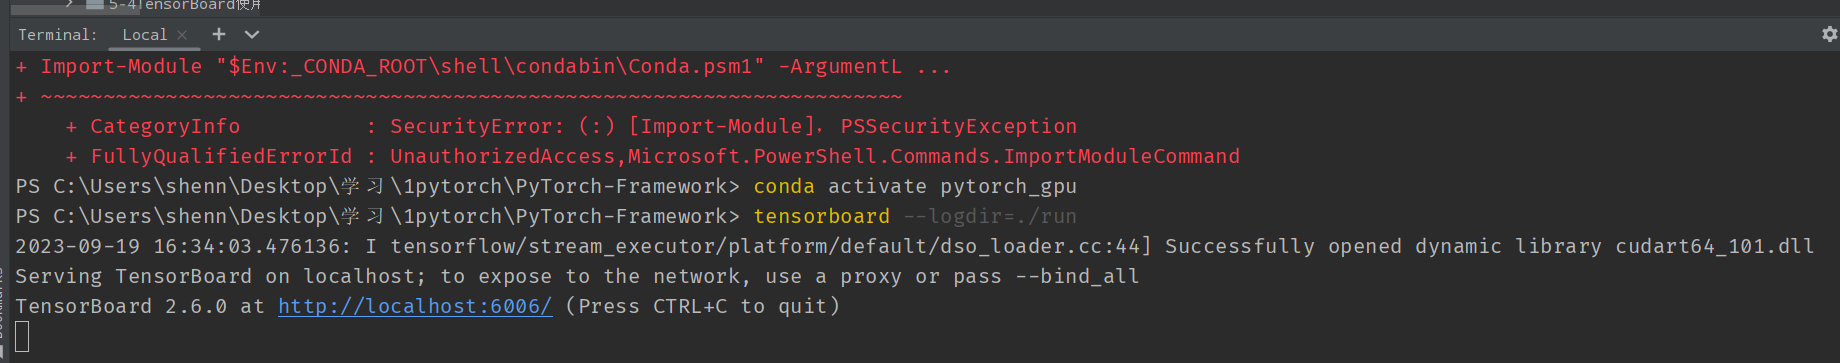 5-4TensorBoard使用
Terminal: Local × +
+ Import-Module "$Env:_CONDA_ROOT\shell\condabin\Conda.psm1" -ArgumentL ...
+ ~~~~~~~~~~~~~~~~~~~~~~~~~~~~~~~~~~~~~~~~~~~~~~~~~~~~~~~~~~~~~~~~~~~~~
+ CategoryInfo          : SecurityError: (:) [Import-Module]，PSSecurityException
+ FullyQualifiedErrorId : UnauthorizedAccess,Microsoft.PowerShell.Commands.ImportModuleCommand
PS C:\Users\shenn\Desktop\学习\1pytorch\PyTorch-Framework> conda activate pytorch_gpu
PS C:\Users\shenn\Desktop\学习\1pytorch\PyTorch-Framework> tensorboard --logdir=./run
2023-09-19 16:34:03.476136: I tensorflow/stream_executor/platform/default/dso_loader.cc:44] Successfully opened dynamic library cudart64_101.dll
Serving TensorBoard on localhost; to expose to the network, use a proxy or pass --bind_all
TensorBoard 2.6.0 at http://localhost:6006/ (Press CTRL+C to quit)